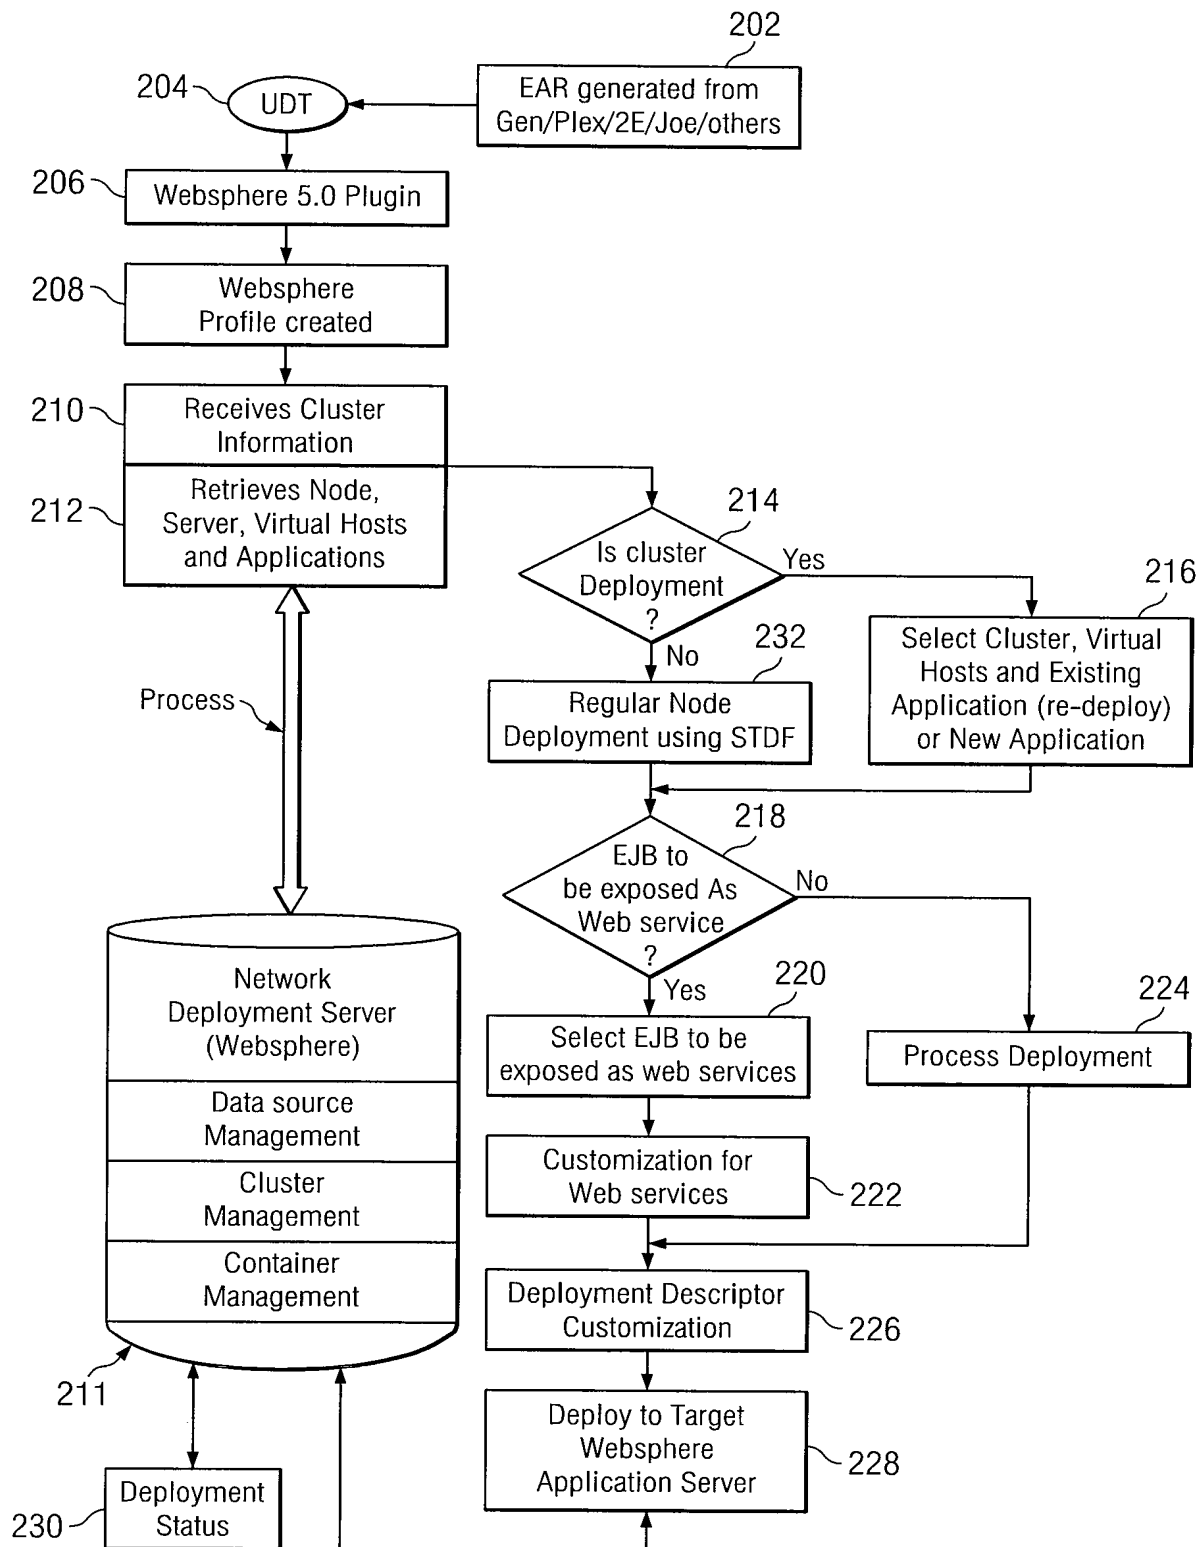 202
EAR generated from
Gen/Plex/2E/Joe/others
204
UDT
206
Websphere 5.0 Plugin
208
Websphere
Profile created
210
Receives Cluster
Information
212
Retrieves Node,
Server, Virtual Hosts
and Applications
214
Is cluster
Deployment
?
Yes
No
216
Select Cluster, Virtual
Hosts and Existing
Application (re-deploy)
or New Application
232
Regular Node
Deployment using STDF
Process
218
EJB to
be exposed As
Web service
?
No
Yes
220
Select EJB to be
exposed as web services
224
Process Deployment
Network
Deployment Server
(Websphere)
Data source
Management
Cluster
Management
Container
Management
211
Customization for
Web services
222
Deployment Descriptor
Customization
226
Deploy to Target
Websphere
Application Server
228
Deployment
Status
230